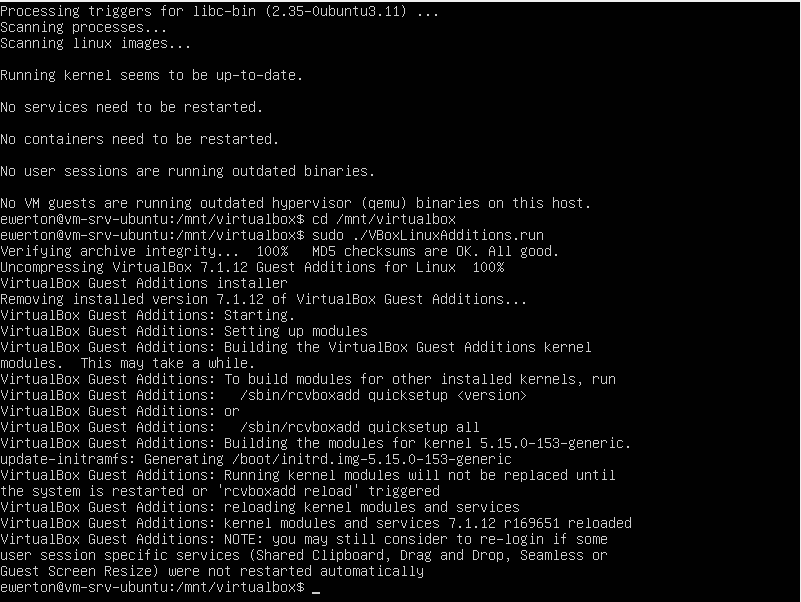 Processing triggers for libc-bin (2.35-0ubuntu3.11) ...
Scanning processes...
Scanning linux images...
Running kernel seems to be up-to-date.
No services need to be restarted.
No containers need to be restarted.
No user sessions are running outdated binaries.
No VM guests are running outdated hypervisor (qemu) binaries on this host.
ewerton@vm-srv-ubuntu:/mnt/virtualbox$ cd /mnt/virtualbox
ewerton@vm-srv-ubuntu:/mnt/virtualbox$ sudo ./VBoxLinuxAdditions.run
Verifying archive integrity...  100%   MD5 checksums are OK. All good.
Uncompressing VirtualBox 7.1.12 Guest Additions for Linux  100%
VirtualBox Guest Additions installer
Removing installed version 7.1.12 of VirtualBox Guest Additions...
VirtualBox Guest Additions: Starting.
VirtualBox Guest Additions: Setting up modules
VirtualBox Guest Additions: Building the VirtualBox Guest Additions kernel
modules.  This may take a while.
VirtualBox Guest Additions: To build modules for other installed kernels, run
VirtualBox Guest Additions:   /sbin/rcvboxadd quicksetup <version>
VirtualBox Guest Additions: or
VirtualBox Guest Additions:   /sbin/rcvboxadd quicksetup all
VirtualBox Guest Additions: Building the modules for kernel 5.15.0-153-generic.
update-initramfs: Generating /boot/initrd.img-5.15.0-153-generic
VirtualBox Guest Additions: Running kernel modules will not be replaced until
the system is restarted or 'rcvboxadd reload' triggered
VirtualBox Guest Additions: reloading kernel modules and services
VirtualBox Guest Additions: kernel modules and services 7.1.12 r169651 reloaded
VirtualBox Guest Additions: NOTE: you may still consider to re-login if some
user session specific services (Shared Clipboard, Drag and Drop, Seamless or
Guest Screen Resize) were not restarted automatically
ewerton@vm-srv-ubuntu:/mnt/virtualbox$ _